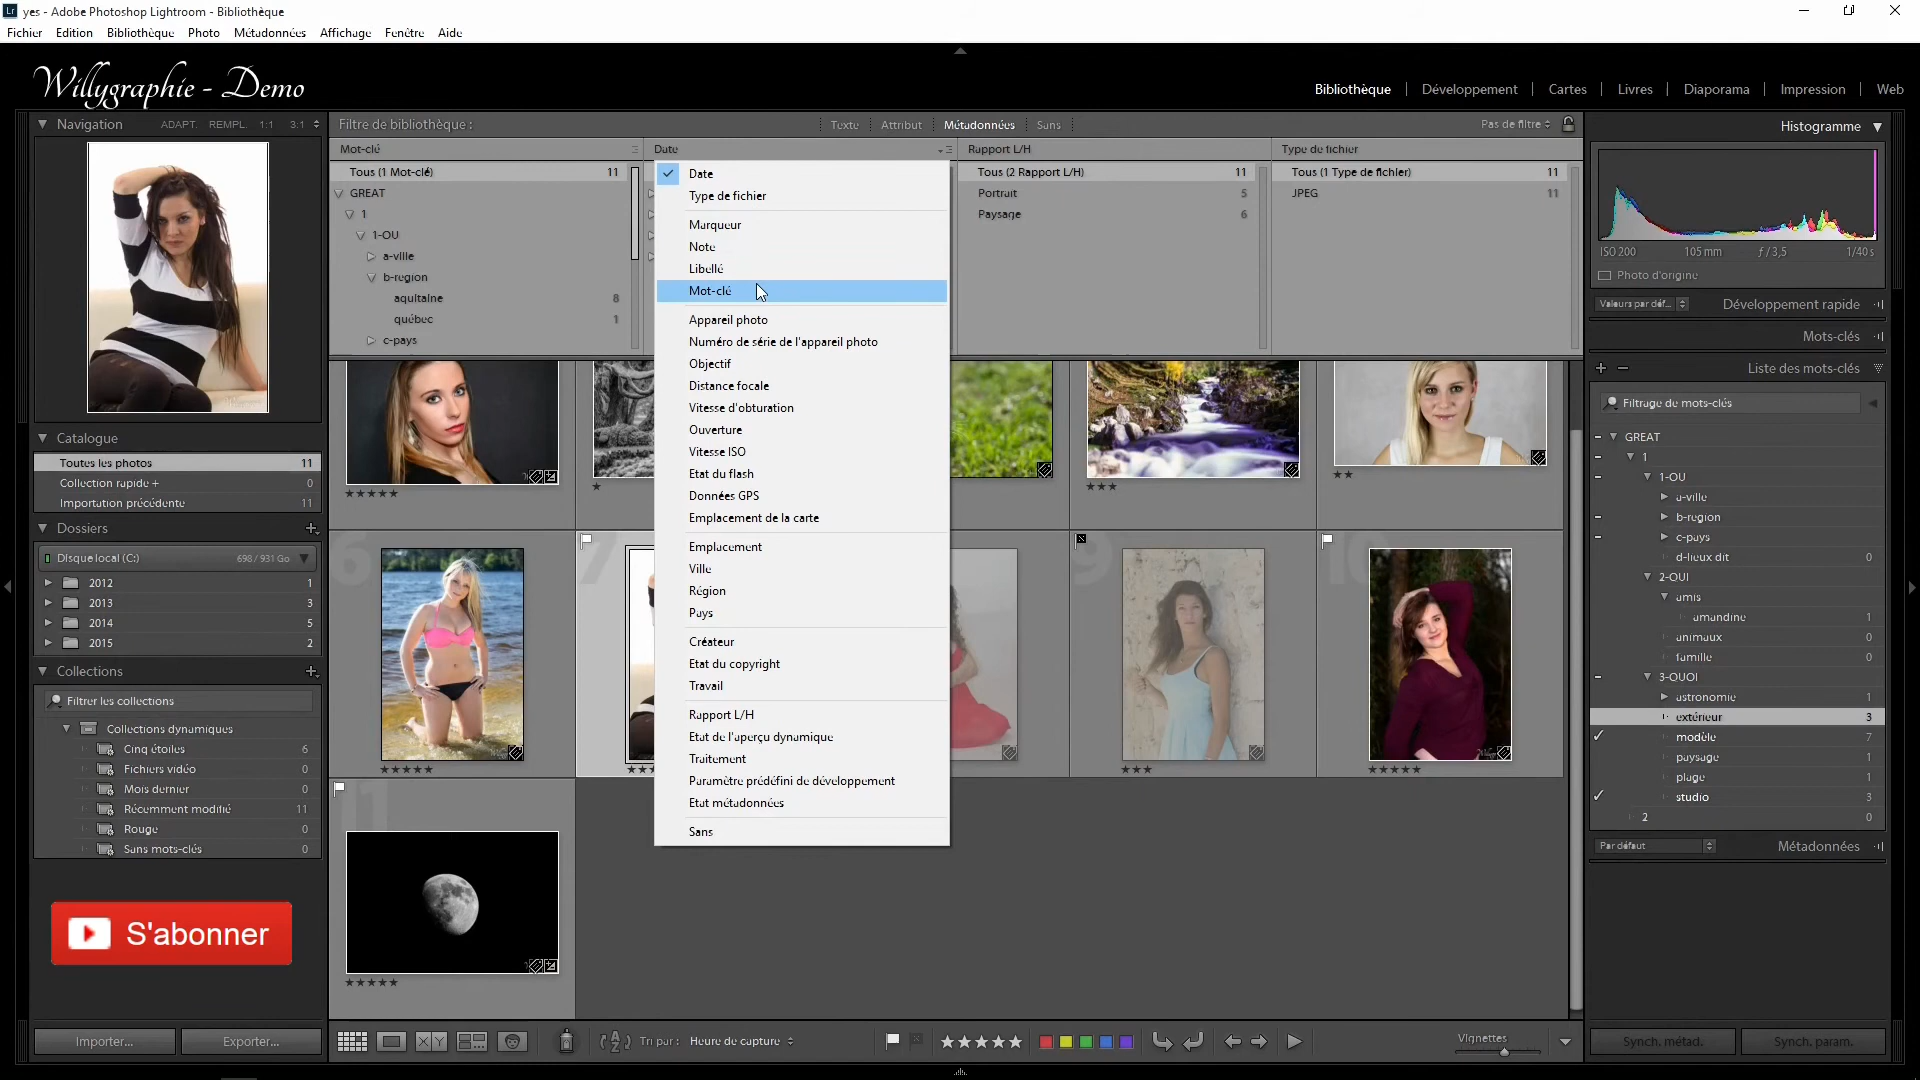 yes - Adobe Photoshop Lightroom - Bibliothèque
Fichier Edition Bibliothèque Photo Métadonnées Affichage Fenêtre Aide
Willygraphie - Demo
Bibliothèque Développement Cartes Livres Diaporama Impression Web
Navigation ADAPT. REMPL. 1:1 3:1
Filtre de bibliothèque : Texte Attribut Métadonnées Sans Pas de filtre
Histogramme
Mot-clé Date Rapport L/H Type de fichier
Tous (1 Mot-clé) 11
GREAT
1
1-OU
a-ville
b-region
aquitaine 8
québec 1
c-pays
Date
Type de fichier
Marqueur
Note
Libellé
Mot-clé
Appareil photo
Numéro de série de l'appareil photo
Objectif
Distance focale
Vitesse d'obturation
Ouverture
Vitesse ISO
Etat du flash
Données GPS
Emplacement de la carte
Emplacement
Ville
Région
Pays
Créateur
Etat du copyright
Travail
Rapport L/H
Etat de l'aperçu dynamique
Traitement
Paramètre prédéfini de développement
Etat métadonnées
Sans
Tous (2 Rapport L/H) 11
Portrait 5
Paysage 6
Tous (1 Type de fichier) 11
JPEG 11
ISO 200 105 mm ƒ / 3,5 1/40 s
Photo d'origine
Valeurs par déf... Développement rapide
Mots-clés
Liste des mots-clés
Filtrage de mots-clés
GREAT
1
1-OU
a-ville
b-region
c-pays
d-lieux dit 0
2-OUI
amis
amandine 1
animaux 0
famille 0
3-OUOI
astronomie 1
extérieur 3
modèle 7
paysage 1
plage 1
studio 3
2 0
Par défaut Métadonnées
Catalogue
Toutes les photos 11
Collection rapide + 0
Importation précédente 11
Dossiers
Disque local (C:) 698 / 931 Go
2012 1
2013 3
2014 5
2015 2
Collections
Filtrer les collections
Collections dynamiques
Cinq étoiles 6
Fichiers vidéo 0
Mois dernier 0
Récemment modifié 11
Rouge 0
Sans mots-clés 0
S'abonner
6 7 9 10
11
Importer... Exporter...
XY
AZ Tri par : Heure de capture
Vignettes
Synch. métad. Synch. param.